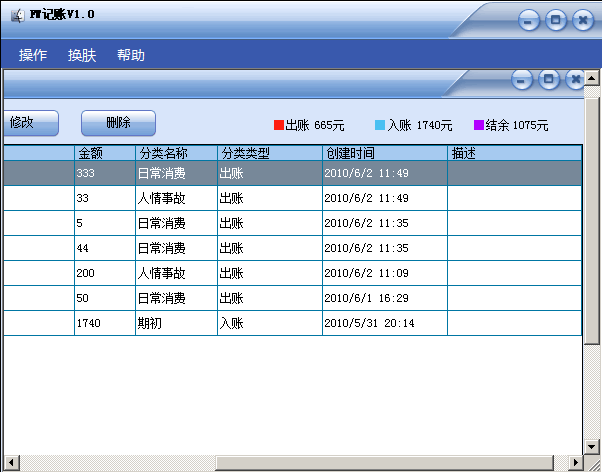 FW记账V1.0
操作 换肤 帮助
修改 删除 出账 665元 入账 1740元 结余 1075元
金额 分类名称 分类类型 创建时间 描述
333 日常消费 出账 2010/6/2 11:49
33 人情事故 出账 2010/6/2 11:49
5 日常消费 出账 2010/6/2 11:35
44 日常消费 出账 2010/6/2 11:35
200 人情事故 出账 2010/6/2 11:09
50 日常消费 出账 2010/6/1 16:29
1740 期初 入账 2010/5/31 20:14